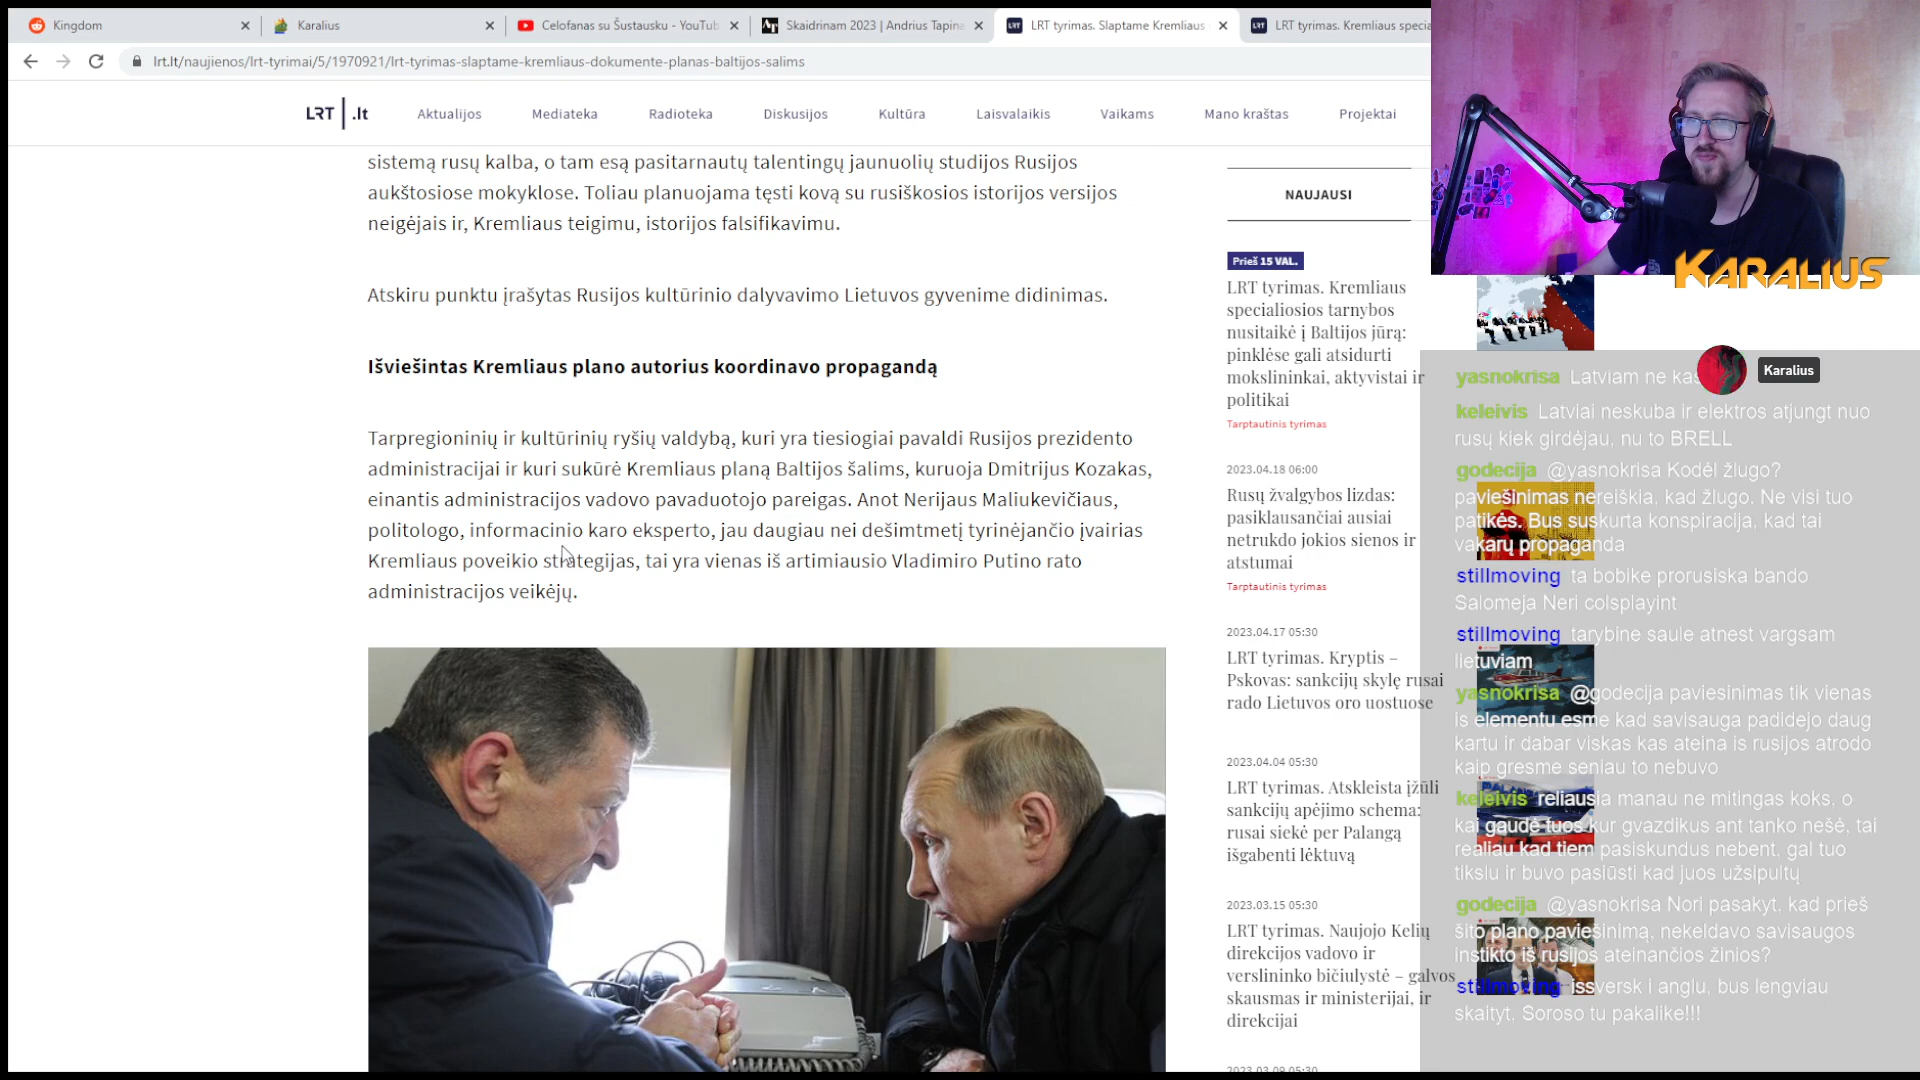 Kingdom
Karalius
Celofanas su Šustausku - YouTub
Skaidrinam 2023 | Andrius Tapina
LRT tyrimas. Slaptame Kremliaus
LRT tyrimas. Kremliaus specia
lrt.lt/naujienos/lrt-tyrimai/5/1970921/lrt-tyrimas-slaptame-kremliaus-dokumente-planas-baltijos-salims
LRT .lt
Aktualijos
Mediateka
Radioteka
Diskusijos
Kultūra
Laisvalaikis
Vaikams
Mano kraštas
Projektai
sistemą rusų kalba, o tam esą pasitarnautų talentingų jaunuolių studijos Rusijos
aukštosiose mokyklose. Toliau planuojama tęsti kovą su rusiškosios istorijos versijos
neigėjais ir, Kremliaus teigimu, istorijos falsifikavimu.
Atskiru punktu įrašytas Rusijos kultūrinio dalyvavimo Lietuvos gyvenime didinimas.
Išviešintas Kremliaus plano autorius koordinavo propagandą
Tarpregioninių ir kultūrinių ryšių valdybą, kuri yra tiesiogiai pavaldi Rusijos prezidento
administracijai ir kuri sukūrė Kremliaus planą Baltijos šalims, kuruoja Dmitrijus Kozakas,
einantis administracijos vadovo pavaduotojo pareigas. Anot Nerijaus Maliukevičiaus,
politologo, informacinio karo eksperto, jau daugiau nei dešimtmetį tyrinėjančio įvairias
Kremliaus poveikio strategijas, tai yra vienas iš artimiausio Vladimiro Putino rato
administracijos veikėjų.
NAUJAUSI
Prieš 15 VAL.
LRT tyrimas. Kremliaus
specialiosios tarnybos
nusitaikė į Baltijos jūrą:
pinklėse gali atsidurti
mokslininkai, aktyvistai ir
politikai
Tarptautinis tyrimas
2023.04.18 06:00
Rusų žvalgybos lizdas:
pasiklausančiai ausiai
netrukdo jokios sienos ir
atstumai
Tarptautinis tyrimas
2023.04.17 05:30
LRT tyrimas. Kryptis –
Pskovas: sankcijų skylę rusai
rado Lietuvos oro uostuose
2023.04.04 05:30
LRT tyrimas. Atskleista įžūli
sankcijų apėjimo schema:
rusai siekė per Palangą
išgabenti lėktuvą
2023.03.15 05:30
LRT tyrimas. Naujojo Kelių
direkcijos vadovo ir
verslininko bičiulystė – galvos
skausmas ir ministerijai, ir
direkcijai
2023.03.09 05:30
KARALIUS
Karalius
yasnokrisa Latviam ne
keleivis Latviai neskuba ir elektros atjungt nuo
rusų kiek girdėjau, nu to BRELL
godecija @yasnokrisa Kodėl žlugo?
paviešinimas nereiškia, kad žlugo. Ne visi tuo
patikės. Bus suskurta konspiracija, kad tai
vakarų propaganda
stillmoving ta bobike prorusiska bando
Salomeja Neri colsplayint
stillmoving tarybine saule atnest vargsam
lietuviam
yasnokrisa @godecija paviesinimas tik vienas
is elementu esme kad savisauga padidejo daug
kartu ir dabar viskas kas ateina is rusijos atrodo
kaip gresme seniau to nebuvo
keleivis reliausia manau ne mitingas koks, o
kai gaudė tuos kur gvazdikus ant tanko nešė, tai
realiau kad tiem pasiskundus nebent, gal tuo
tikslu ir buvo pasiūsti kad juos užsipultų
godecija @yasnokrisa Nori pasakyt, kad prieš
šito plano paviešinimą, nekeldavo savisaugos
instikto iš rusijos ateinančios žinios?
stillmoving issversk i anglu, bus lengviau
skaityt, Soroso tu pakalike!!!